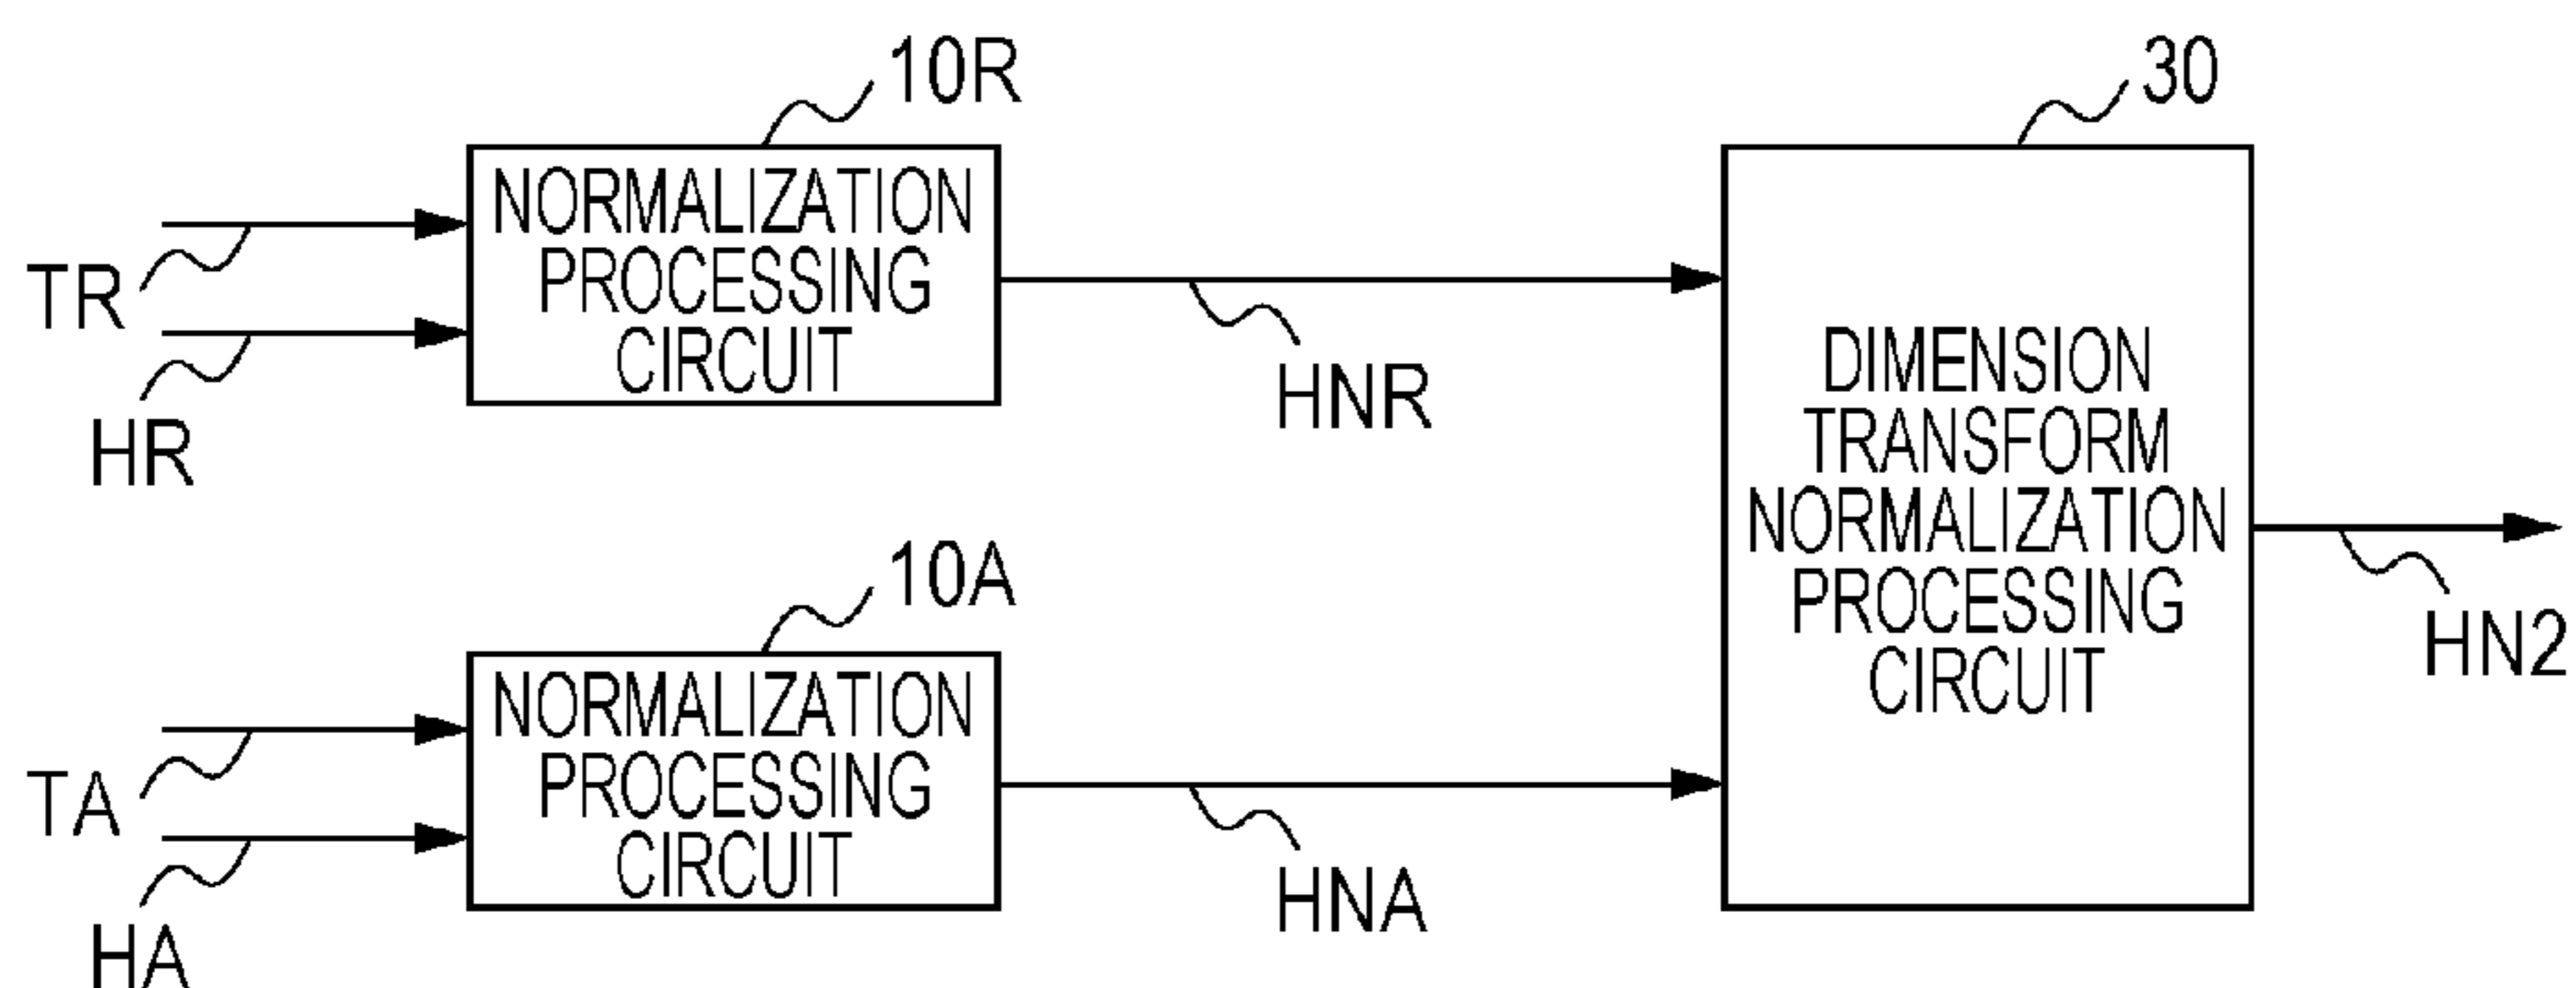 10R
30
NORMALIZATION
PROCESSING
CIRCUIT
TR
HR
HNR
DIMENSION
TRANSFORM
NORMALIZATION
PROCESSING
CIRCUIT
HN2
10A
NORMALIZATION
PROCESSING
CIRCUIT
TA
HA
HNA